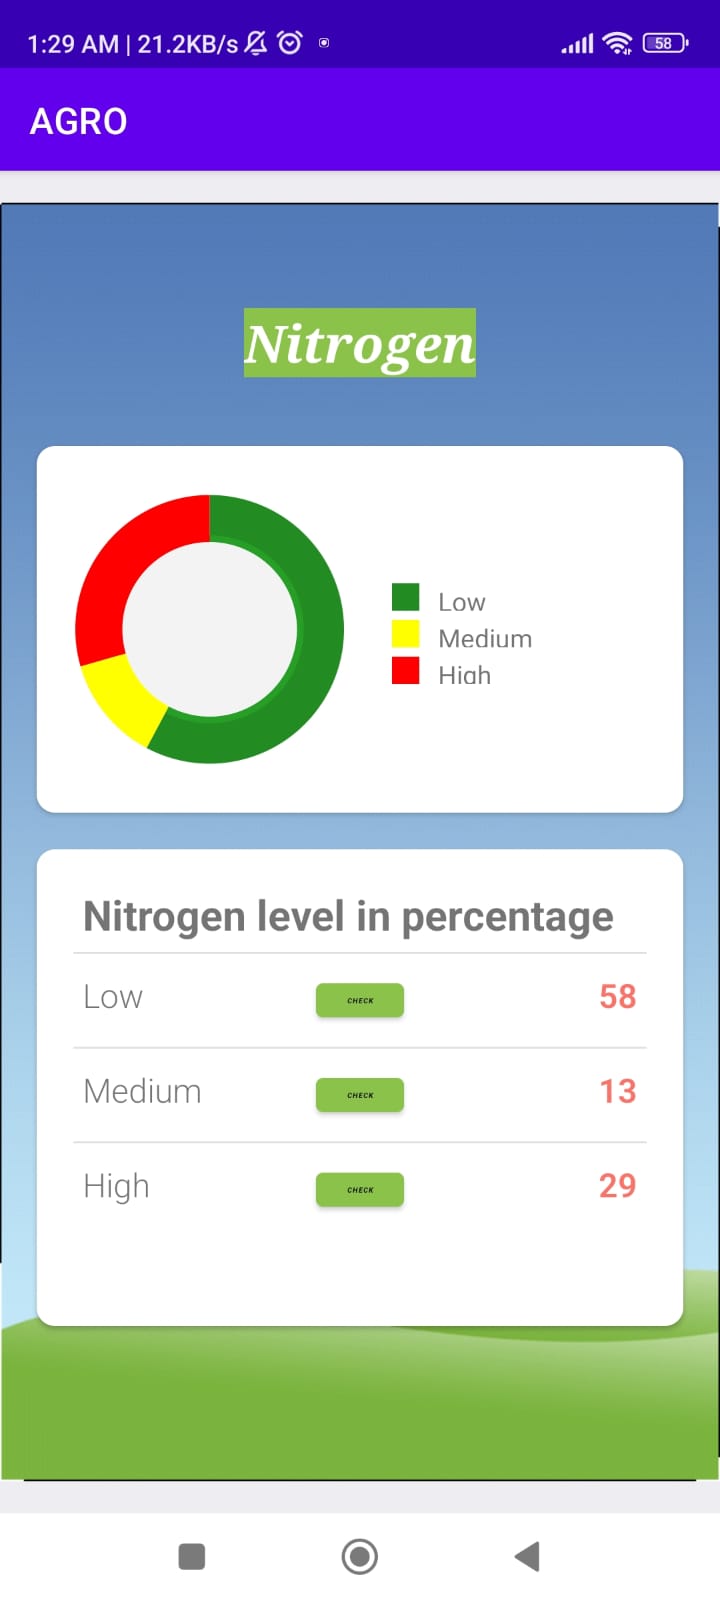 1:29 AM | 21.2KB/s 58
AGRO
Nitrogen
Low
Medium
High
Nitrogen level in percentage
Low CHECK 58
Medium CHECK 13
High CHECK 29